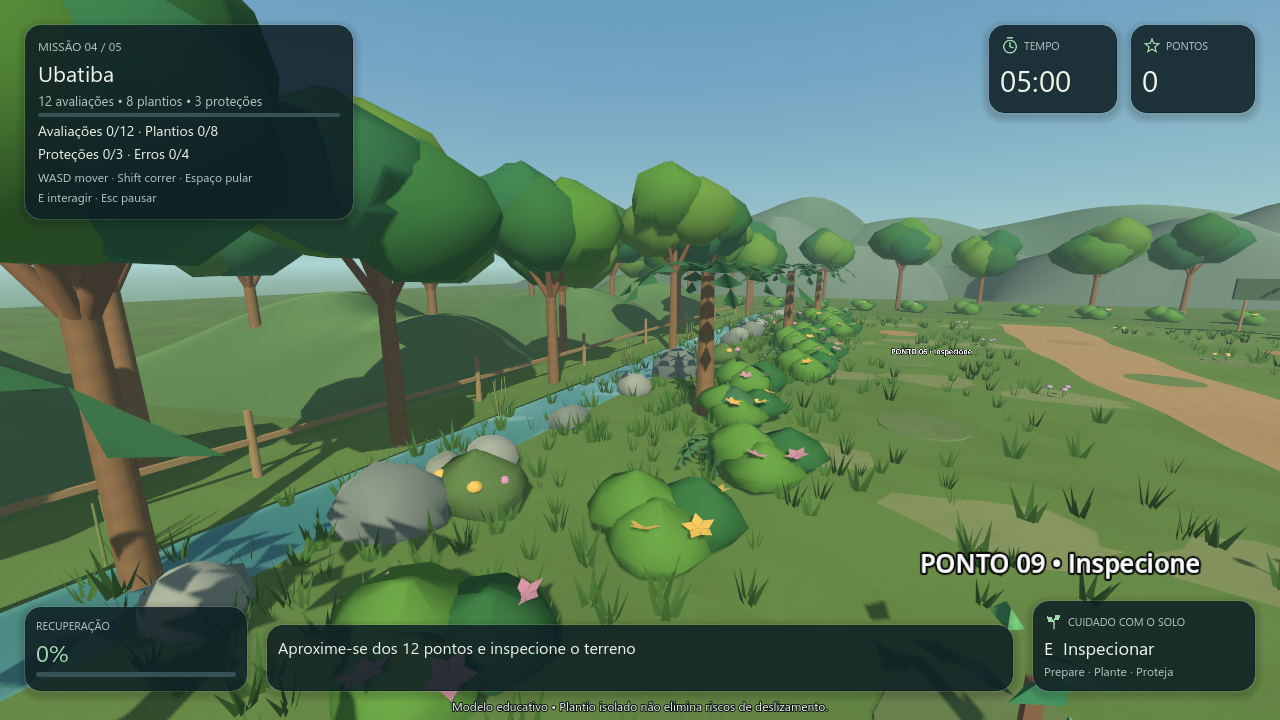 MISSÃO 04 / 05
Ubatiba
12 avaliações • 8 plantios • 3 proteções
Avaliações 0/12 · Plantios 0/8
Proteções 0/3 · Erros 0/4
WASD mover · Shift correr · Espaço pular
E interagir · Esc pausar
TEMPO
05:00
PONTOS
0
PONTO 05 • Inspecione
PONTO 09 • Inspecione
RECUPERAÇÃO
0%
Aproxime-se dos 12 pontos e inspecione o terreno
CUIDADO COM O SOLO
E Inspecionar
Prepare · Plante · Proteja
Modelo educativo • Plantio isolado não elimina riscos de deslizamento.